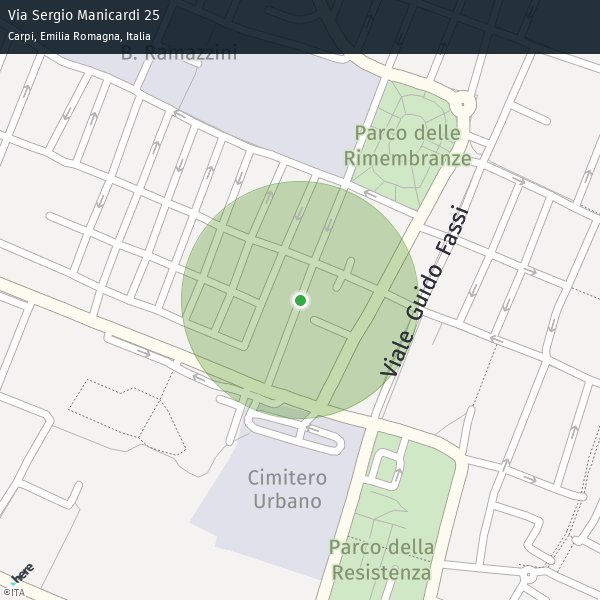 Via Sergio Manicardi 25
Carpi, Emilia Romagna, Italia
B. Ramazzini
Parco delle
Rimembranze
Viale Guido Fassi
Cimitero
Urbano
Parco della
Resistenza
here
©ITA